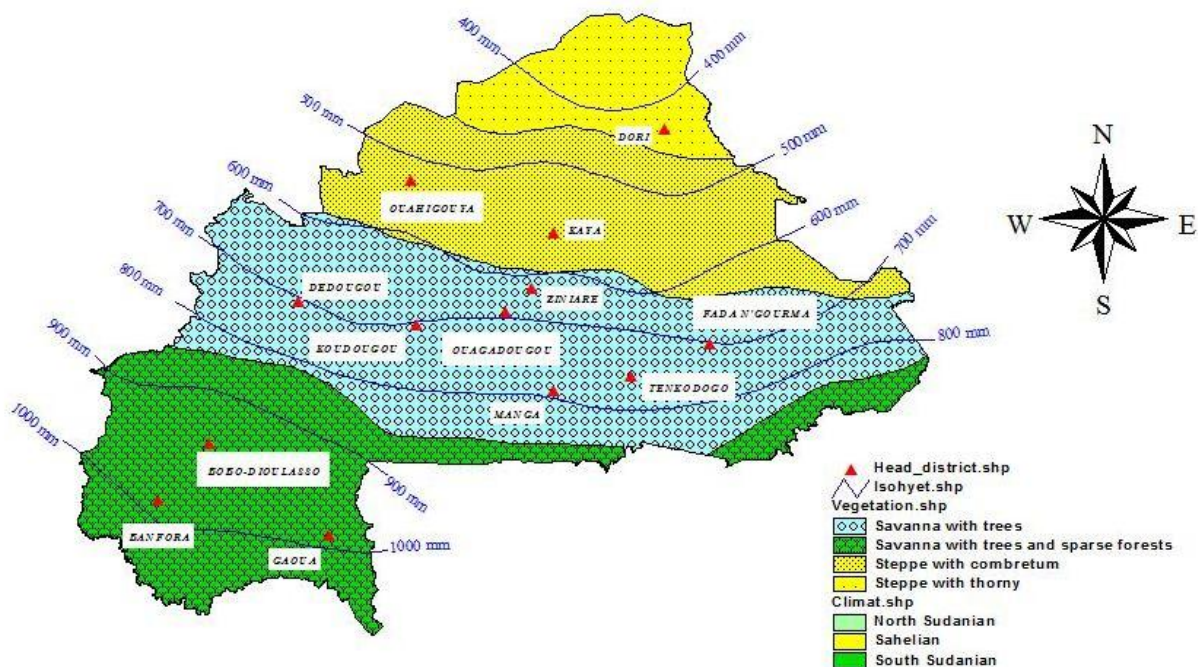 400 mm
400 mm
500 mm
DORI
500 mm
N
600 mm
OUAHIGOUYA
W
E
700 mm
KAYA
600 mm
700 mm
800 mm
DEDOUGOU
ZINIARE
S
FADA N'GOURMA
900 mm
KOUDOUGOU
OUAGADOUGOU
800 mm
TENKODOGO
MANGA
1000 mm
BOBO-DIOULASSO
900 mm
BANFORA
GAOUA
1000 mm
Head_district.shp
Isohyet.shp
Vegetation.shp
Savanna with trees
Savanna with trees and sparse forests
Steppe with combretum
Steppe with thorny
Climat.shp
North Sudanian
Sahelian
South Sudanian